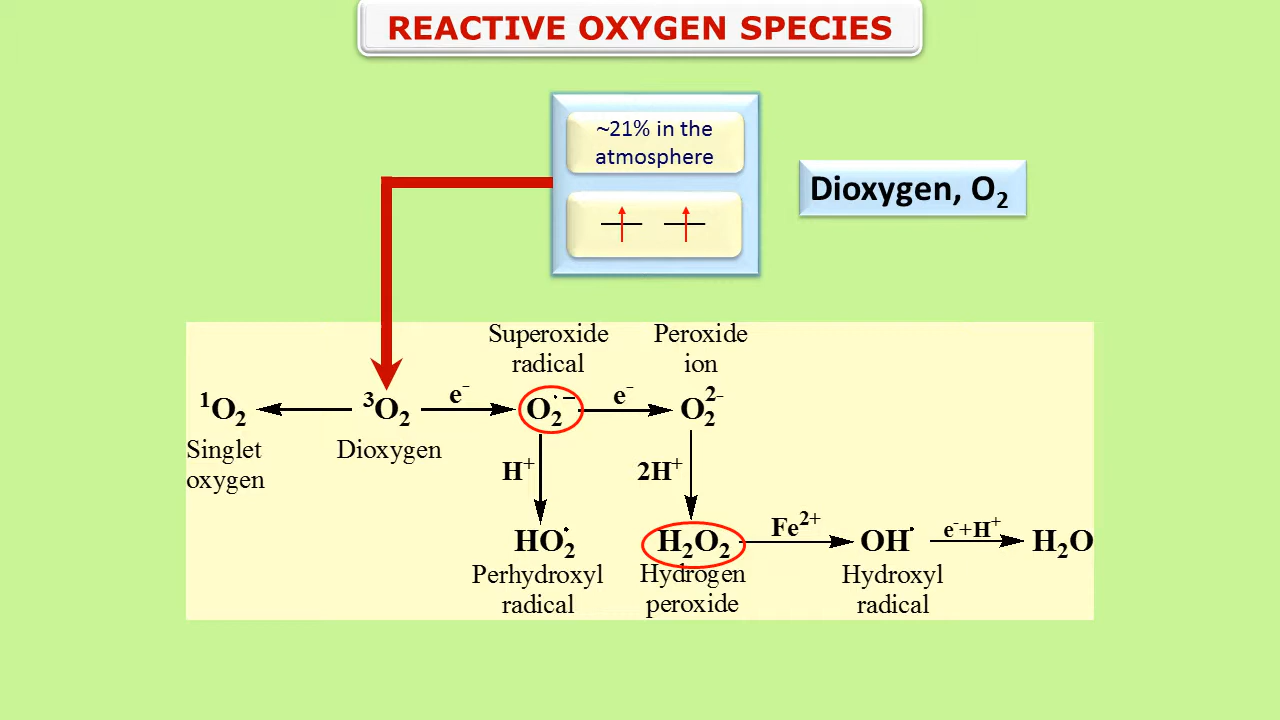 REACTIVE OXYGEN SPECIES
~21% in the
atmosphere
Dioxygen, O₂
Superoxide
radical
Peroxide
ion
¹O₂
³O₂
e⁻
O₂˙⁻
e⁻
O₂²⁻
Singlet
oxygen
Dioxygen
H⁺
2H⁺
HO₂˙
Perhydroxyl
radical
H₂O₂
Hydrogen
peroxide
Fe²⁺
OH˙
Hydroxyl
radical
e⁻+H⁺
H₂O